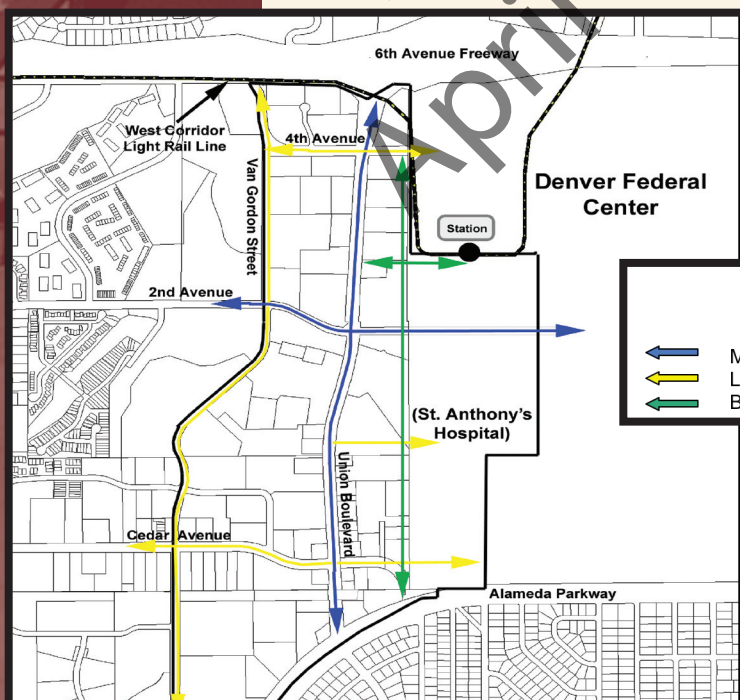 April
6th Avenue Freeway
West Corridor
Light Rail Line
4th Avenue
Van Gordon Street
Denver Federal
Center
Station
2nd Avenue
M
L
B
(St. Anthony's
Hospital)
Union Boulevard
Cedar Avenue
Alameda Parkway